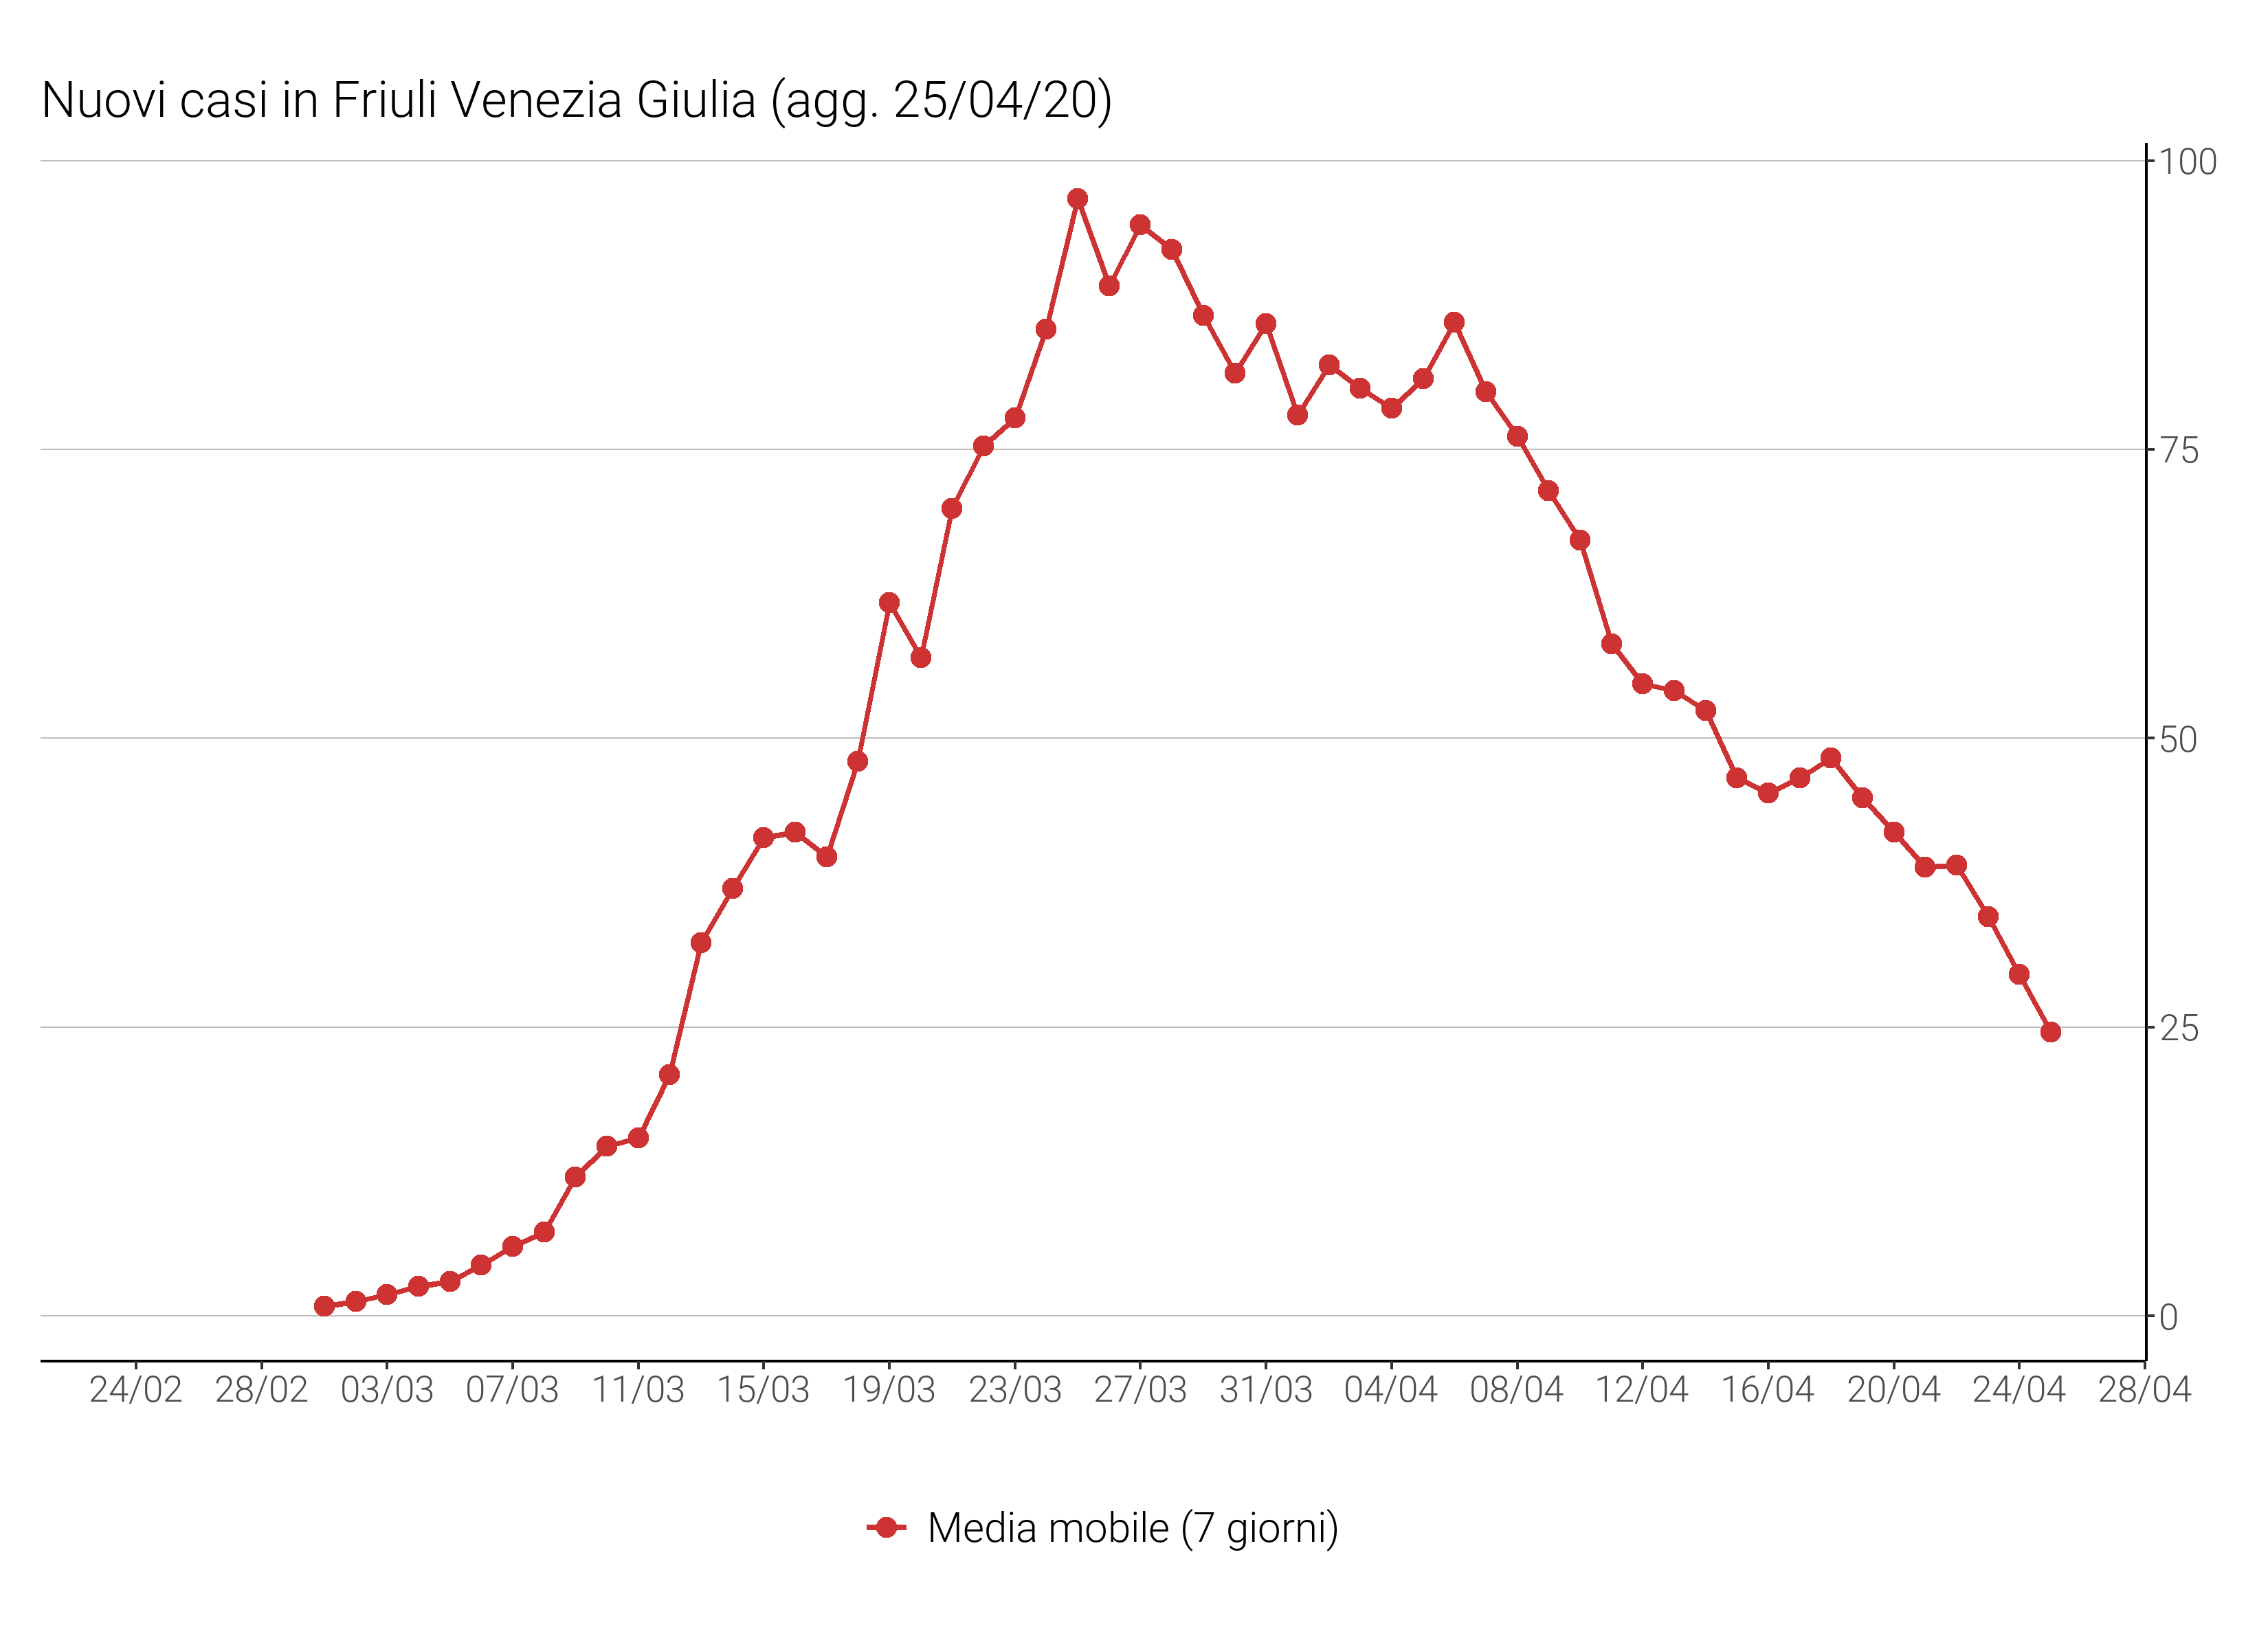 Nuovi casi in Friuli Venezia Giulia (agg. 25/04/20)
100
75
50
25
0
24/02 28/02 03/03 07/03 11/03 15/03 19/03 23/03 27/03 31/03 04/04 08/04 12/04 16/04 20/04 24/04 28/04
Media mobile (7 giorni)